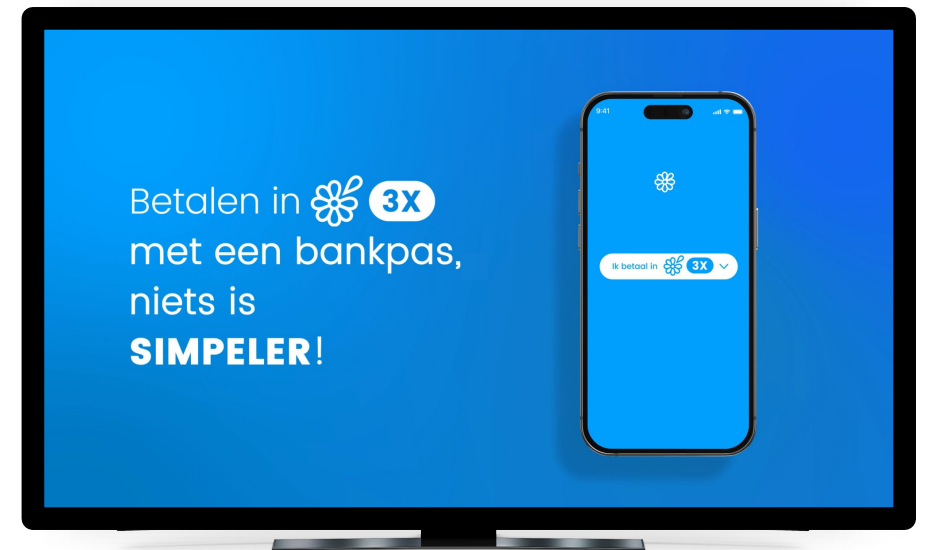 Betalen in 3X
met een bankpas,
niets is
SIMPELER!
9:41
Ik betaal in 3X